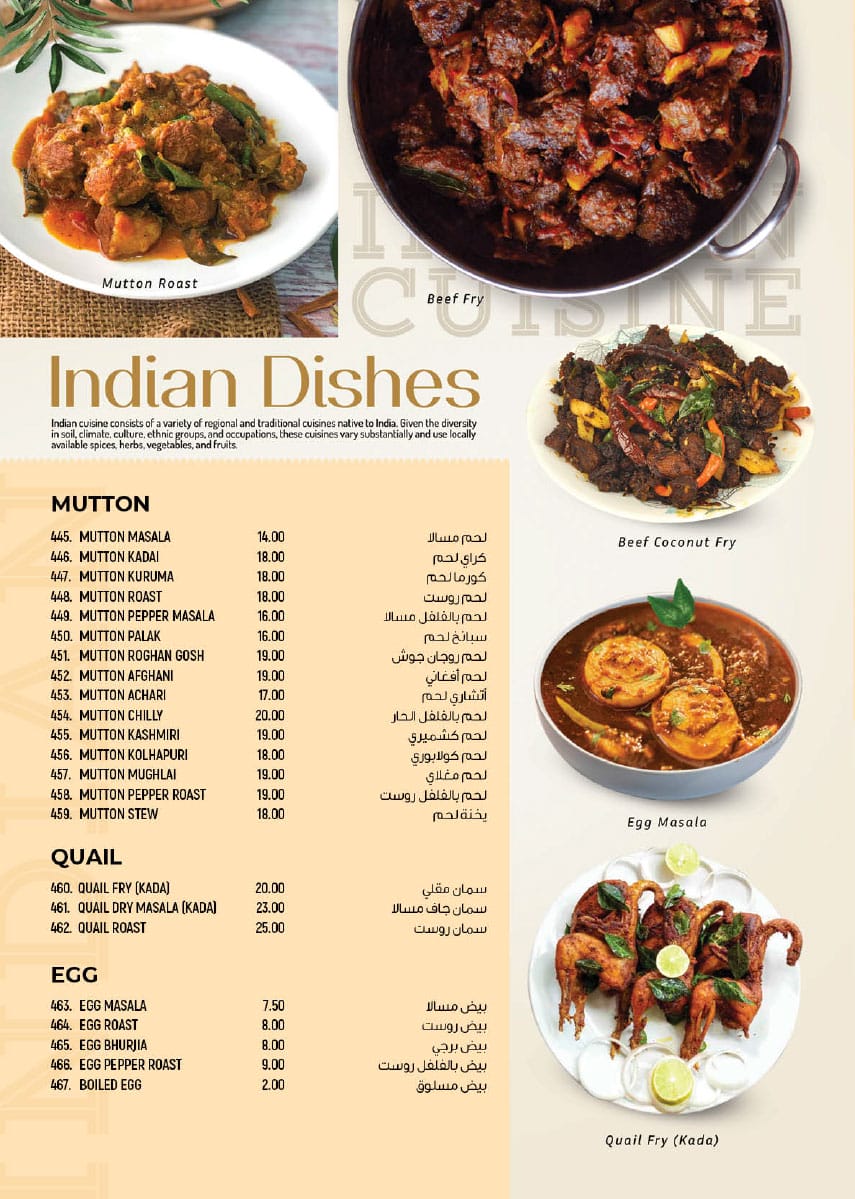 Mutton Roast
Beef Fry
CUISINE
Indian Dishes
Indian cuisine consists of a variety of regional and traditional cuisines native to India. Given the diversity
in soil, climate, culture, ethnic groups, and occupations, these cuisines vary substantially and use locally
available spices, herbs, vegetables, and fruits.
Beef Coconut Fry
Egg Masala
Quail Fry (Kada)
MUTTON
445. MUTTON MASALA 14.00 لحم مسالا
446. MUTTON KADAI 18.00 كراي لحم
447. MUTTON KURUMA 18.00 كورما لحم
448. MUTTON ROAST 18.00 لحم روست
449. MUTTON PEPPER MASALA 16.00 لحم بالفلفل مسالا
450. MUTTON PALAK 16.00 سبانخ لحم
451. MUTTON ROGHAN GOSH 19.00 لحم روجان جوش
452. MUTTON AFGHANI 19.00 لحم أفغاني
453. MUTTON ACHARI 17.00 أتشاري لحم
454. MUTTON CHILLY 20.00 لحم بالفلفل الحار
455. MUTTON KASHMIRI 19.00 لحم كشميري
456. MUTTON KOLHAPURI 18.00 لحم كولابوري
457. MUTTON MUGHLAI 19.00 لحم مغلاي
458. MUTTON PEPPER ROAST 19.00 لحم بالفلفل روست
459. MUTTON STEW 18.00 يخنة لحم
QUAIL
460. QUAIL FRY (KADA) 20.00 سمان مقلي
461. QUAIL DRY MASALA (KADA) 23.00 سمان جاف مسالا
462. QUAIL ROAST 25.00 سمان روست
EGG
463. EGG MASALA 7.50 بيض مسالا
464. EGG ROAST 8.00 بيض روست
465. EGG BHURJIA 8.00 بيض برجي
466. EGG PEPPER ROAST 9.00 بيض بالفلفل روست
467. BOILED EGG 2.00 بيض مسلوق